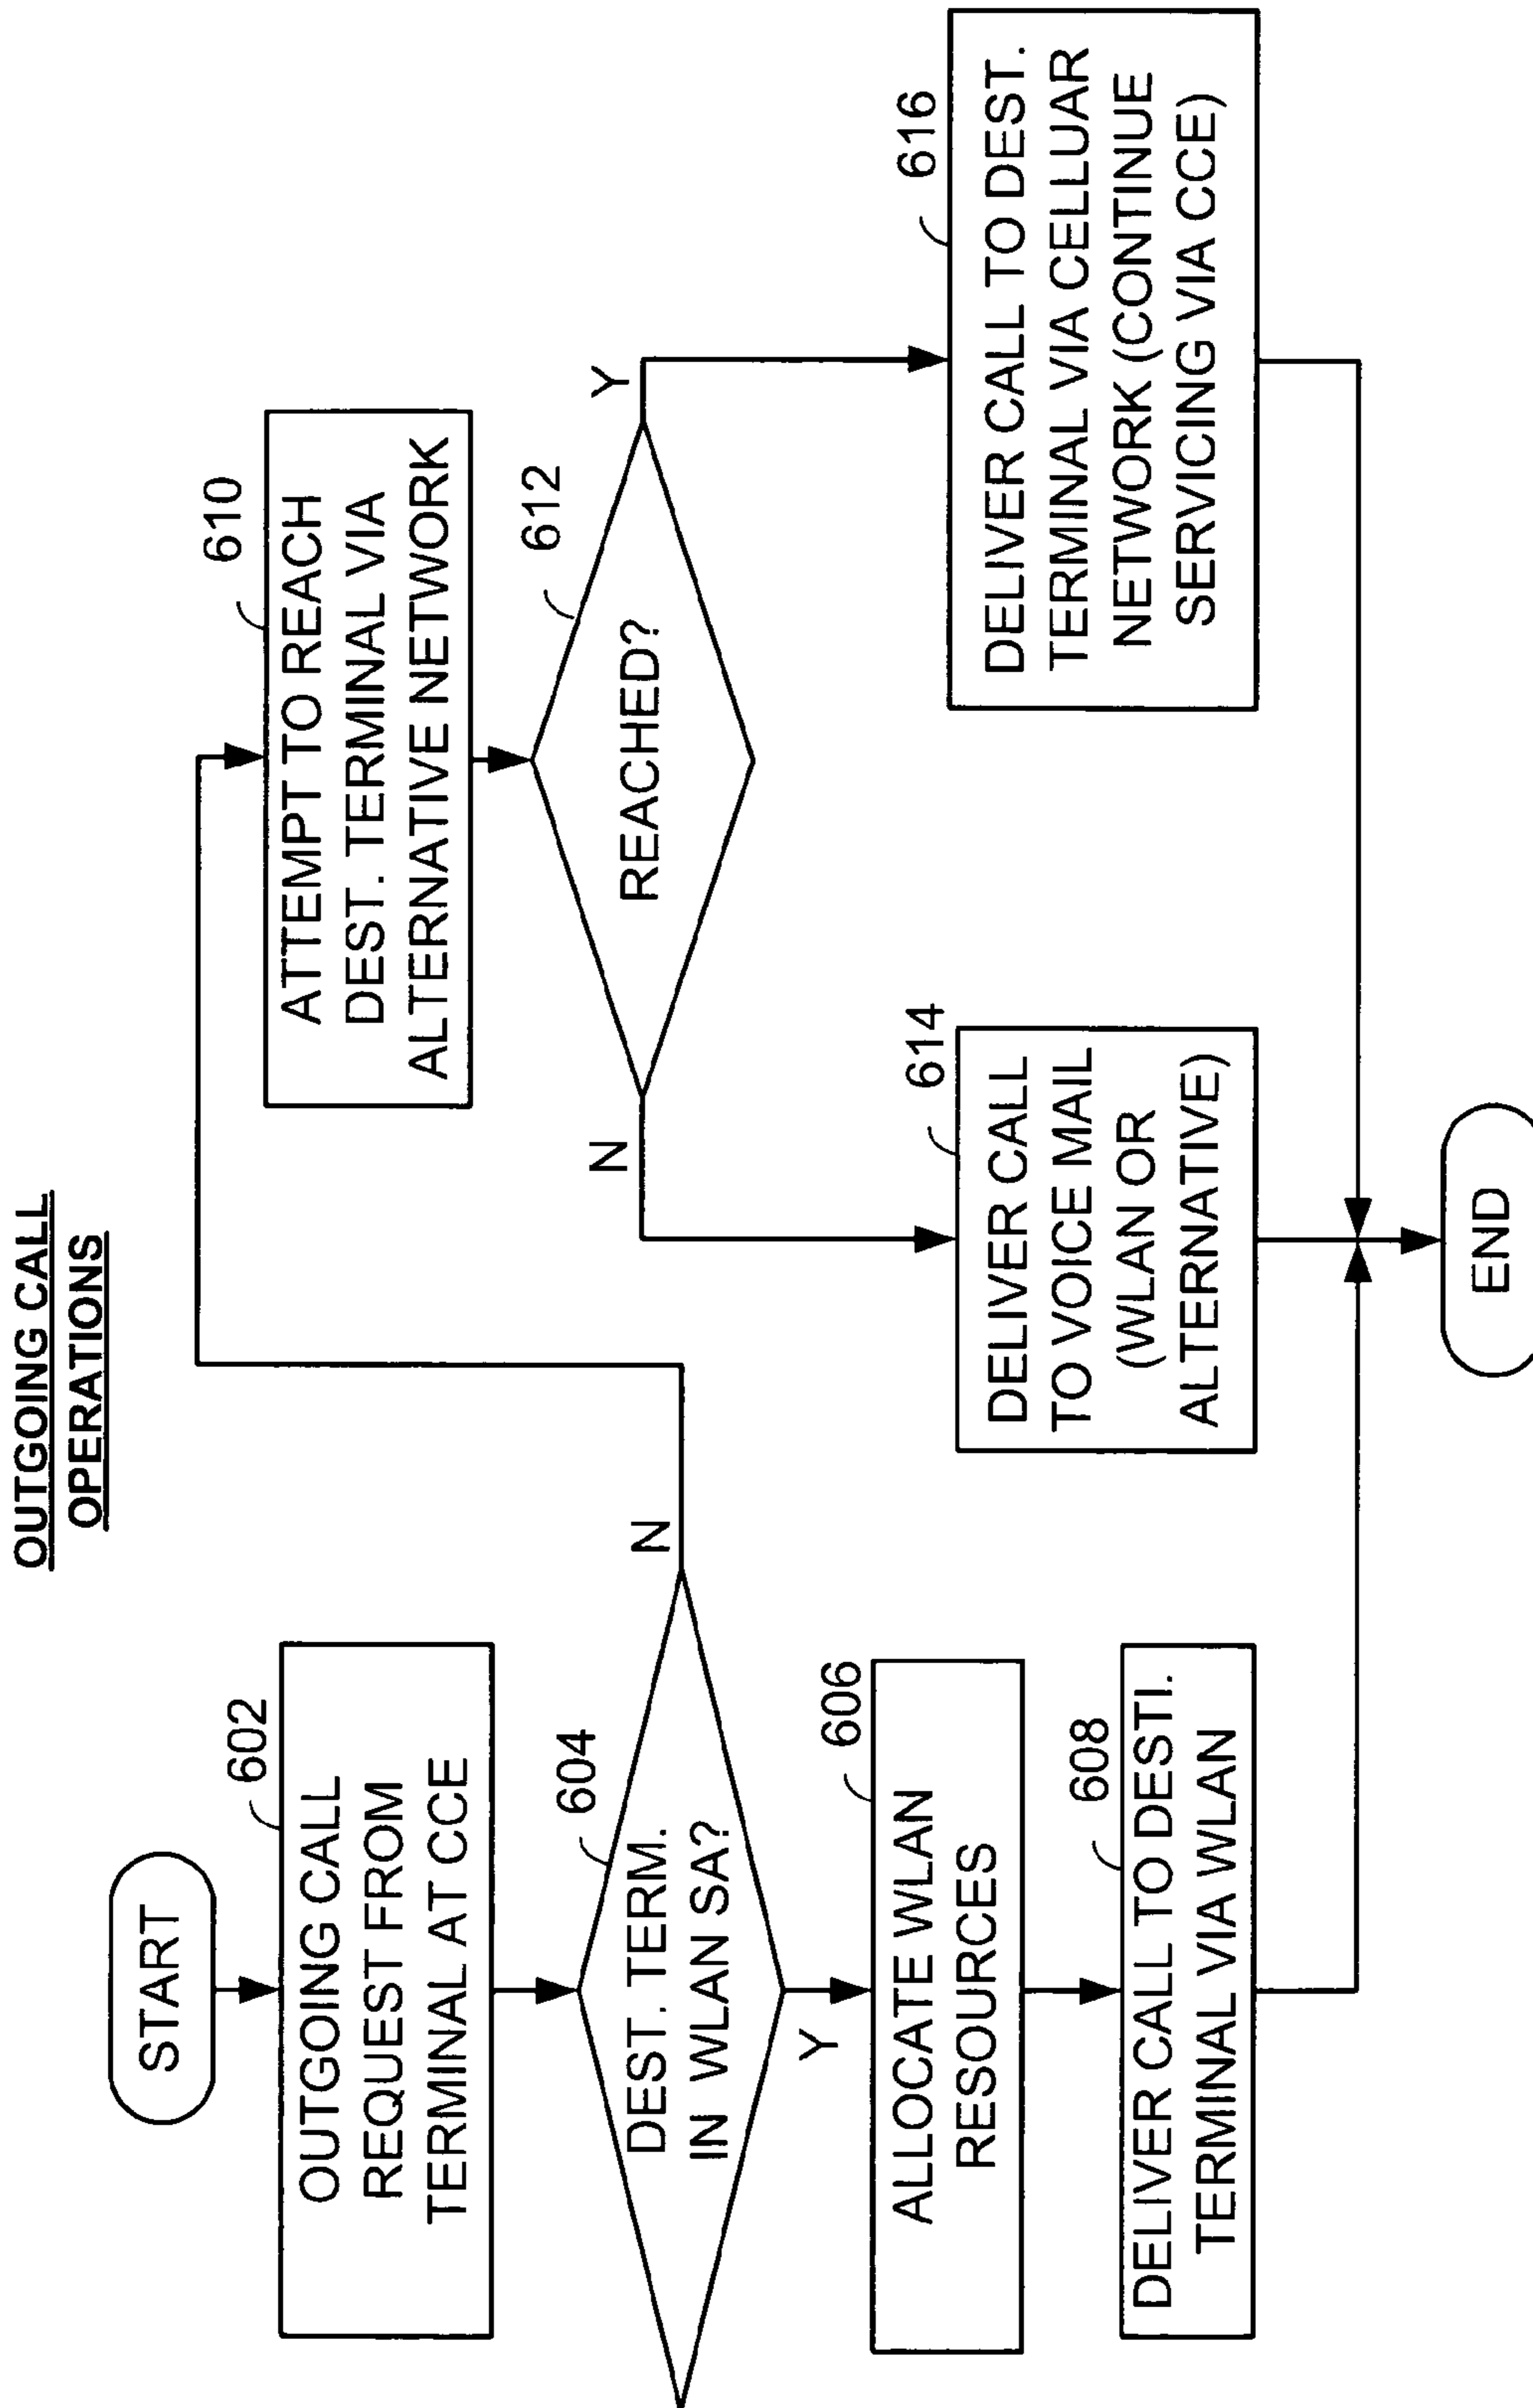 OUTGOING CALL
OPERATIONS
START
602
OUTGOING CALL
REQUEST FROM
TERMINAL AT CCE
604
DEST. TERM.
IN WLAN SA?
N
Y
606
ALLOCATE WLAN
RESOURCES
608
DELIVER CALL TO DESTI.
TERMINAL VIA WLAN
610
ATTEMPT TO REACH
DEST. TERMINAL VIA
ALTERNATIVE NETWORK
612
REACHED?
N
Y
614
DELIVER CALL
TO VOICE MAIL
(WLAN OR
ALTERNATIVE)
616
DELIVER CALL TO DEST.
TERMINAL VIA CELLUAR
NETWORK (CONTINUE
SERVICING VIA CCE)
END